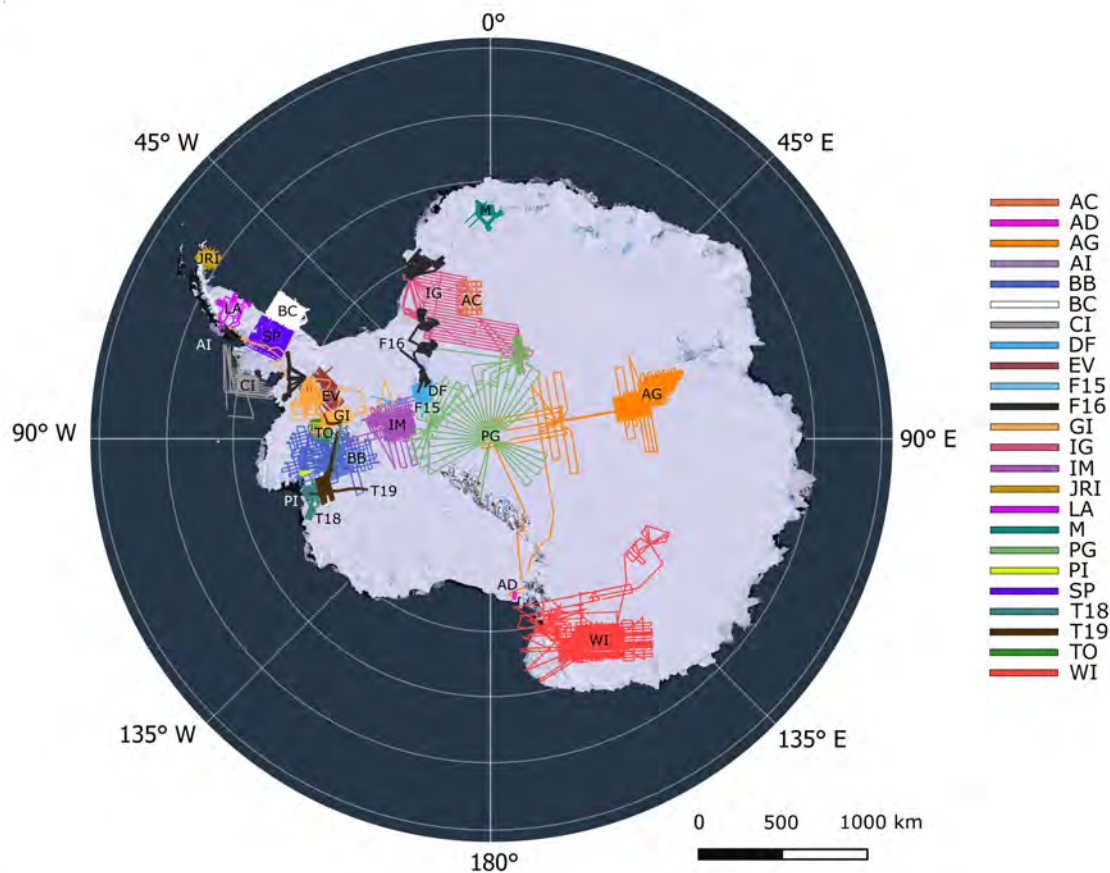 0°
45° W
45° E
M
JRI
IG
AC
LA
BC
SP
AI
F16
CI
DF
EV
F15
AG
GI
IM
TO
90° W
PG
90° E
BB
PI
T19
T18
AD
WI
135° W
135° E
180°
0 500 1000 km
AC
AD
AG
AI
BB
BC
CI
DF
EV
F15
F16
GI
IG
IM
JRI
LA
M
PG
PI
SP
T18
T19
TO
WI